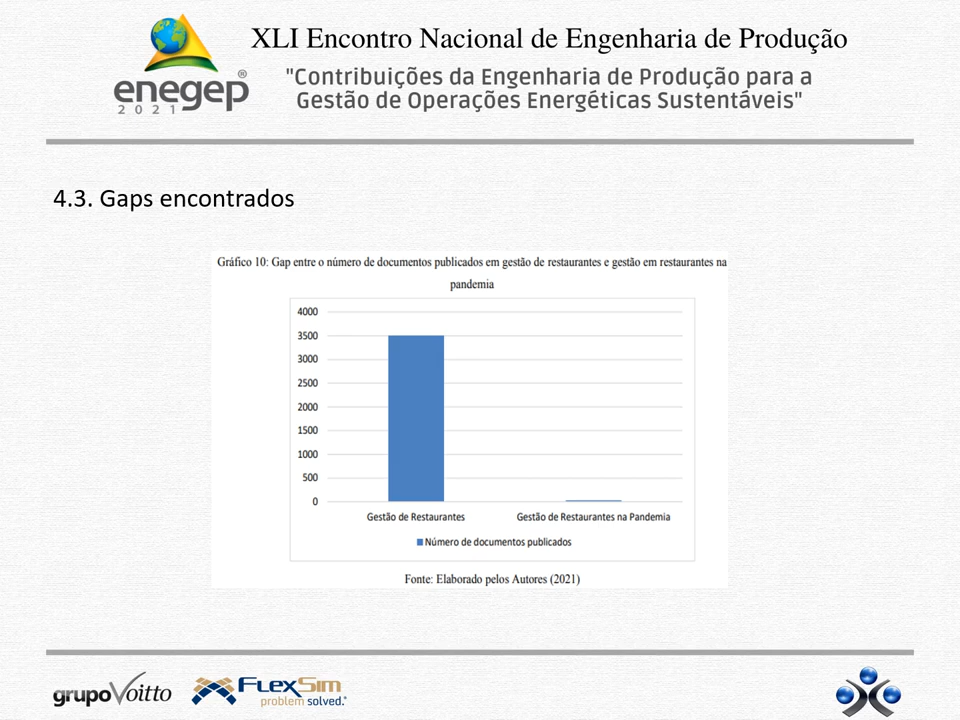 XLI Encontro Nacional de Engenharia de Produção
"Contribuições da Engenharia de Produção para a
Gestão de Operações Energéticas Sustentáveis"
enegep®
2021
4.3. Gaps encontrados
Gráfico 10: Gap entre o número de documentos publicados em gestão de restaurantes e gestão em restaurantes na
pandemia
4000
3500
3000
2500
2000
1500
1000
500
0
Gestão de Restaurantes
Gestão de Restaurantes na Pandemia
Número de documentos publicados
Fonte: Elaborado pelos Autores (2021)
grupoVoitto
FLEXSIM
problem solved.®